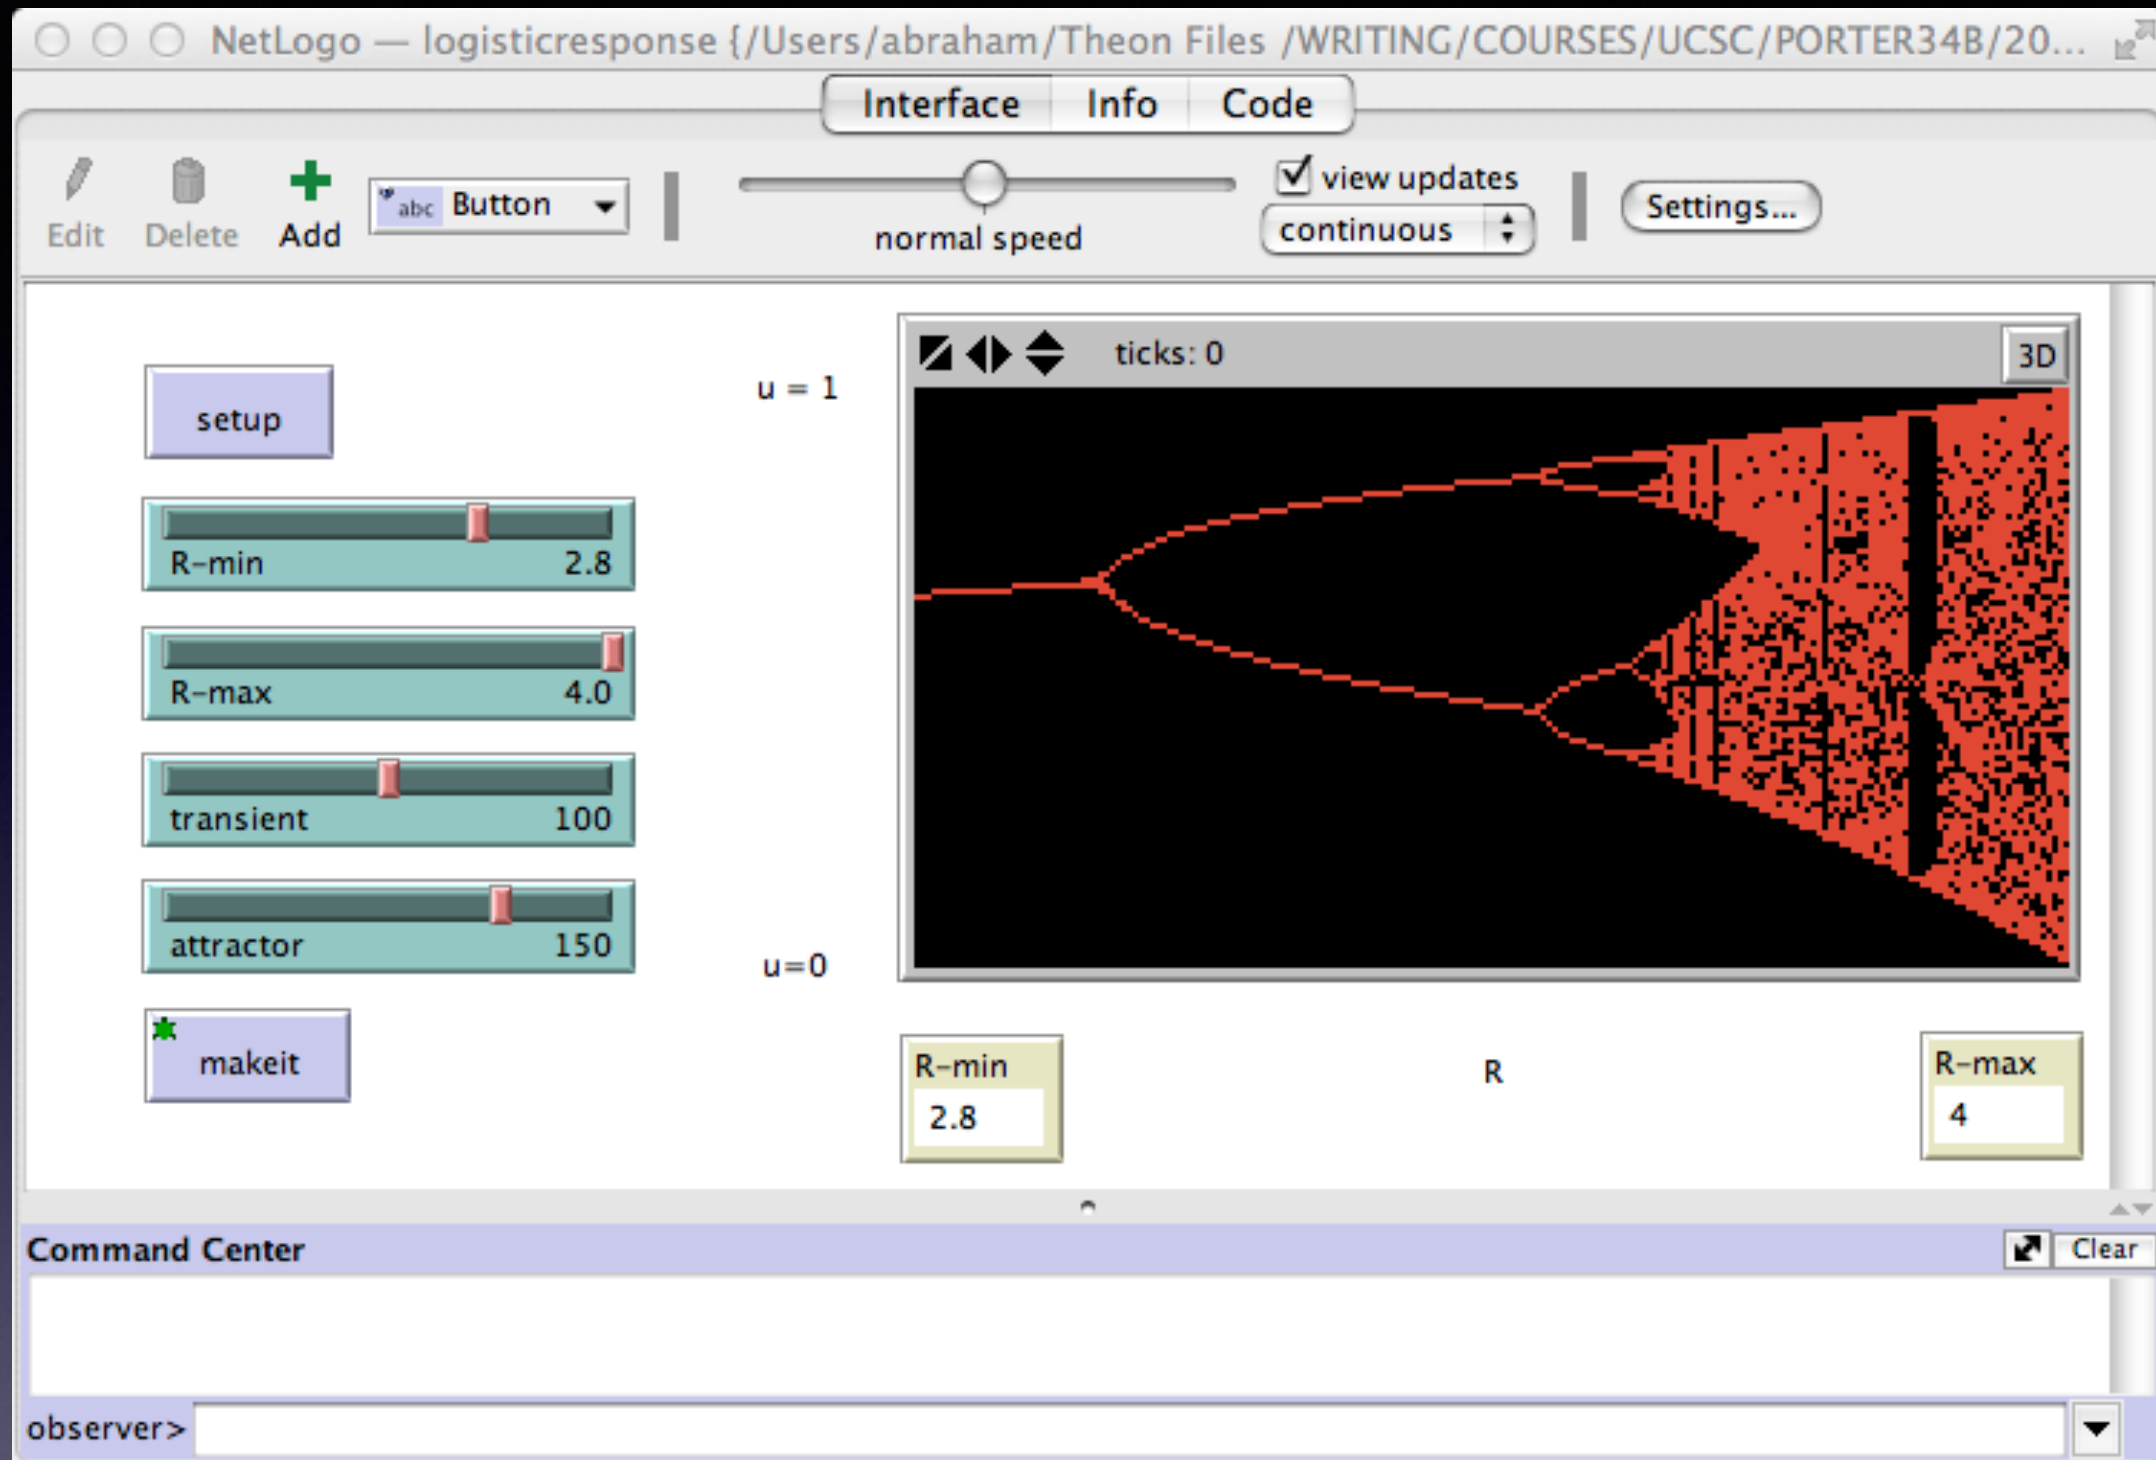 NetLogo — logisticresponse {/Users/abraham/Theon Files /WRITING/COURSES/UCSC/PORTER34B/20...
Interface Info Code
Edit Delete Add abc Button normal speed view updates continuous Settings...
setup
R-min 2.8
R-max 4.0
transient 100
attractor 150
makeit
u = 1
u=0
ticks: 0 3D
R-min
2.8
R
R-max
4
Command Center Clear
observer>